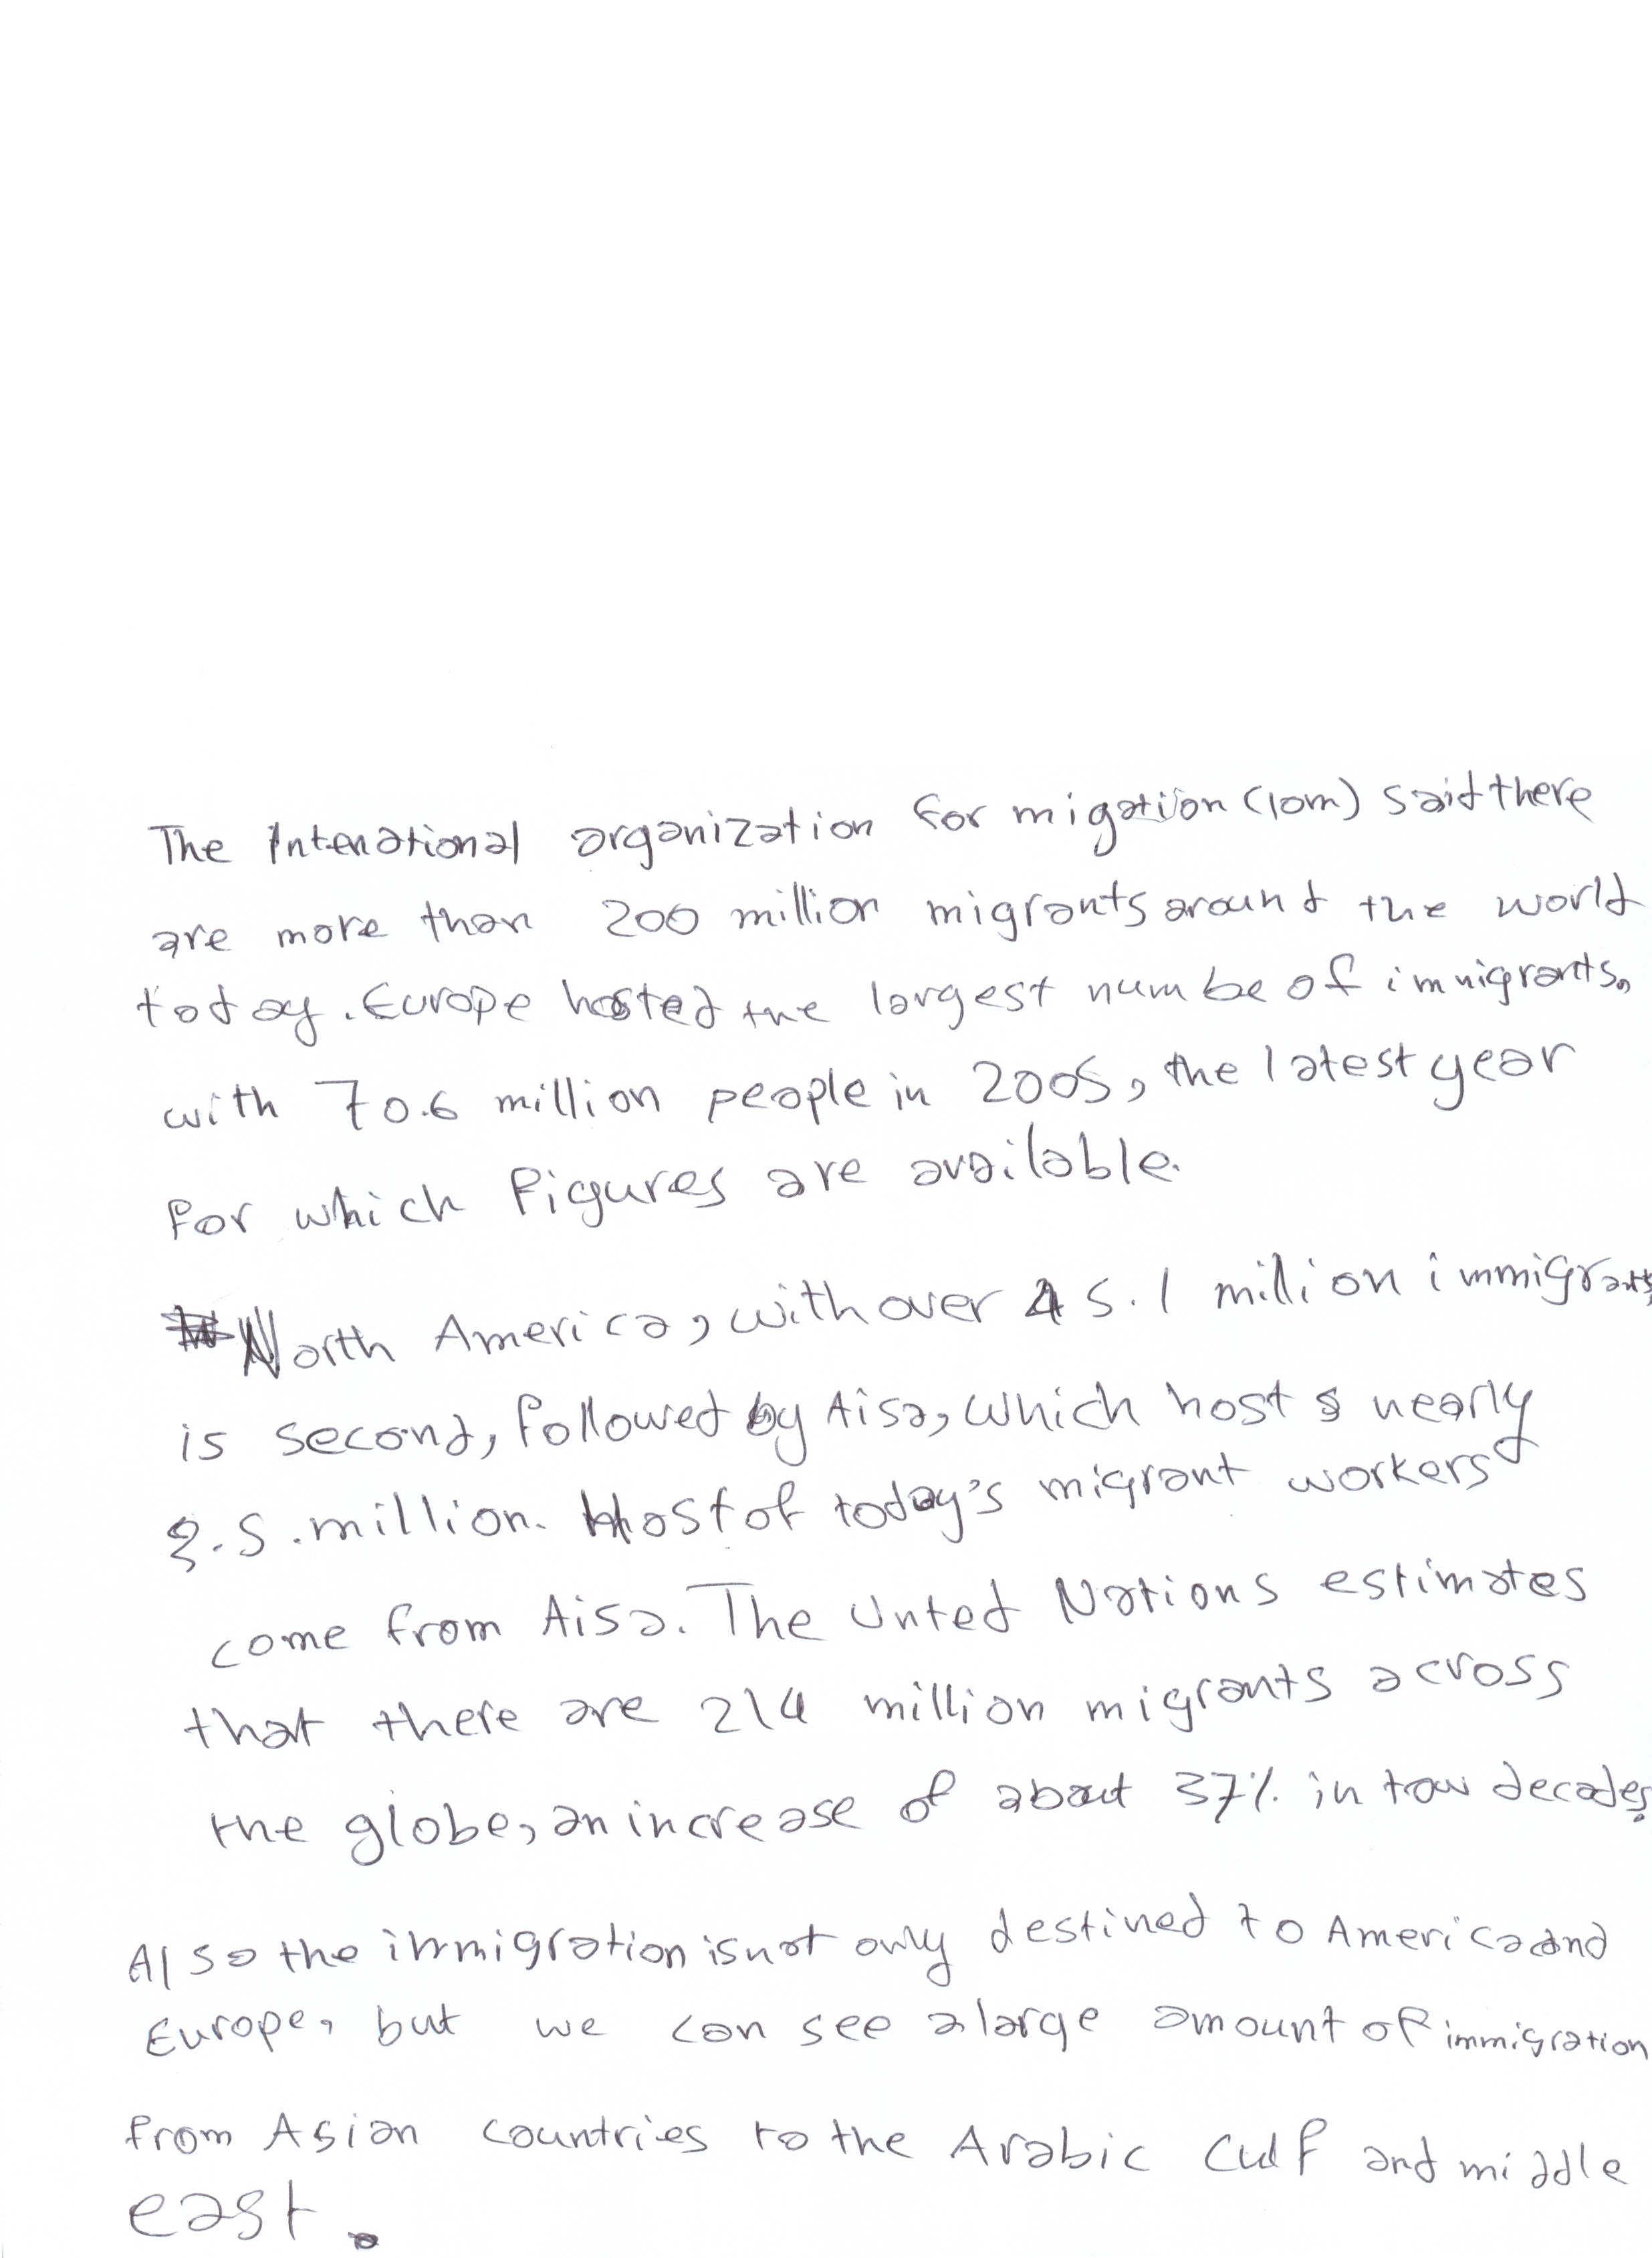 The Intenational organization for migation (IOM) said there
are more than 200 million migrants around the world
today. Europe hosted the largest numbe of immigrants,
with 70.6 million people in 2005, the latest year
for which figures are available.
North America, with over 45.1 million immigrants
is second, followed by Aisa, which hosts nearly
2.5.million. Most of today's migrant workers
come from Aisa. The Unted Nations estimates
that there are 214 million migrants across
the globe, an increase of about 37% in tow decades.
Also the immigration is not only destined to America and
Europe, but we can see a large amount of immigration
from Asian countries to the Arabic Culf and middle
east.